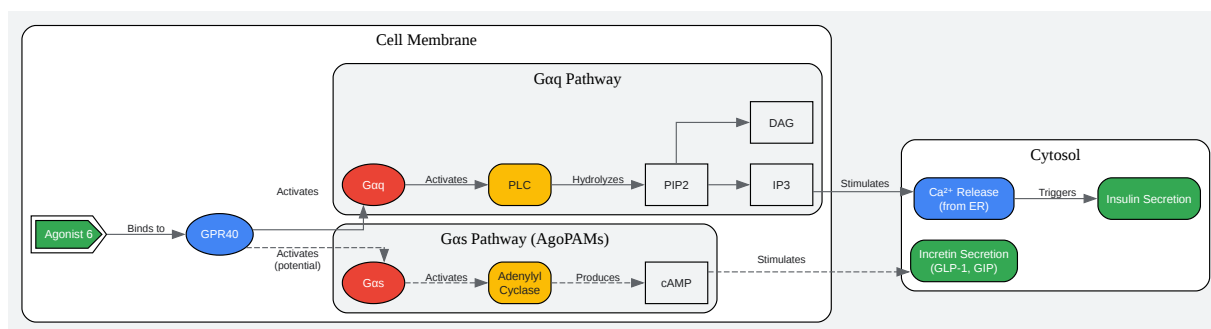 Cell Membrane
Gαq Pathway
DAG
Cytosol
Activates
Gαq
Activates
PLC
Hydrolyzes
PIP2
IP3
Stimulates
Ca²⁺ Release
(from ER)
Triggers
Insulin Secretion
Agonist 6
Binds to
GPR40
Activates
(potential)
Gαs Pathway (AgoPAMs)
Gαs
Activates
Adenylyl
Cyclase
Produces
cAMP
Stimulates
Incretin Secretion
(GLP-1, GIP)